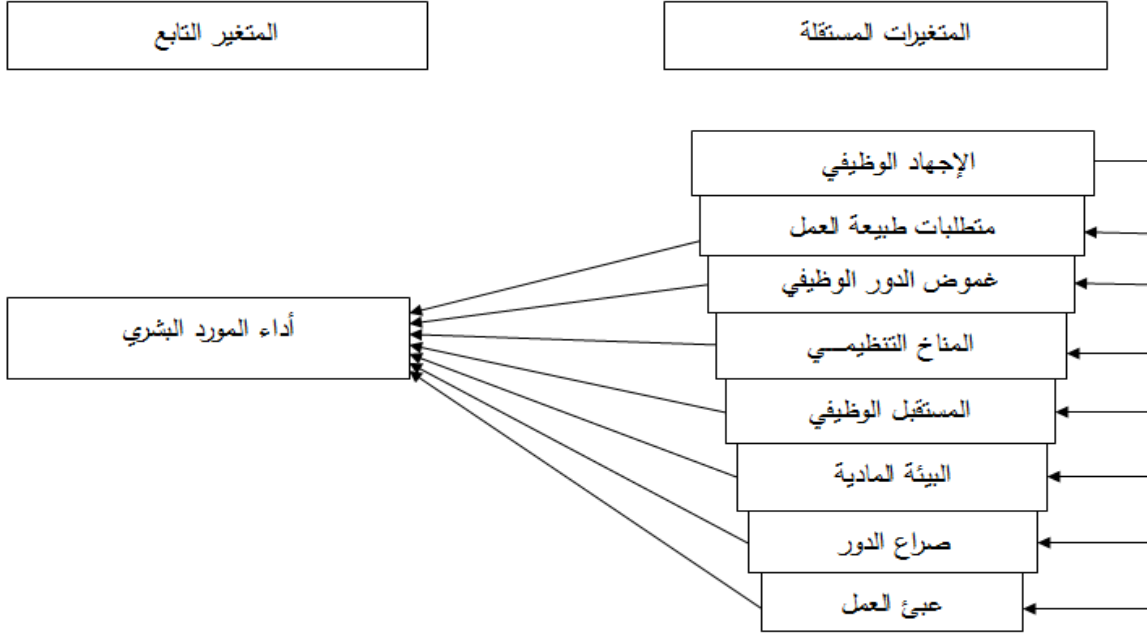 المتغيرات المستقلة
المتغير التابع
الإجهاد الوظيفي
متطلبات طبيعة العمل
غموض الدور الوظيفي
المناخ التنظيمـــي
المستقبل الوظيفي
البيئة المادية
صراع الدور
عبئ العمل
أداء المورد البشري